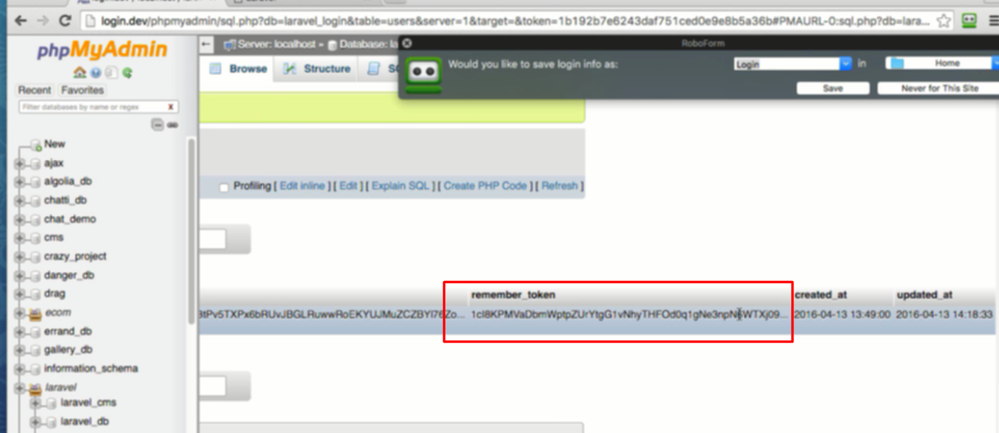 login.dev/phpmyadmin/sql.php?db=laravel_login&table=users&server=1&target=&token=1b192b7e6243daf751ced0e9e8b5a36b#PMAURL-0:sql.php?db=lara...
phpMyAdmin
Recent Favorites
Filter databases by name or regex X
New
ajax
algolia_db
chatti_db
chat_demo
cms
crazy_project
danger_db
drag
ecom
errand_db
gallery_db
information_schema
laravel
laravel_cms
laravel_db
Server: localhost » Database: la
Browse Structure
RoboForm
Would you like to save login info as: Login in Home
Save Never for This Site
Profiling [ Edit inline ] [ Edit ] [ Explain SQL ] [ Create PHP Code ] [ Refresh ]
remember_token created_at updated_at
2016-04-13 13:49:00 2016-04-13 14:18:33